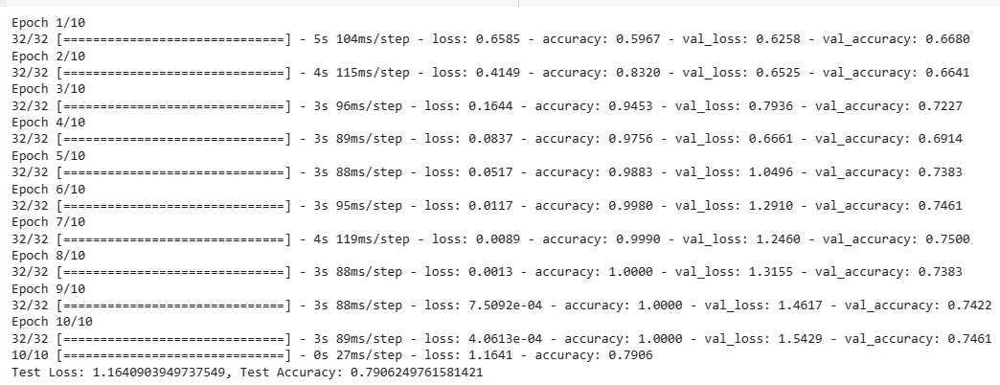 Epoch 1/10
32/32 [==============================] - 5s 104ms/step - loss: 0.6585 - accuracy: 0.5967 - val_loss: 0.6258 - val_accuracy: 0.6680
Epoch 2/10
32/32 [==============================] - 4s 115ms/step - loss: 0.4149 - accuracy: 0.8320 - val_loss: 0.6525 - val_accuracy: 0.6641
Epoch 3/10
32/32 [==============================] - 3s 96ms/step - loss: 0.1644 - accuracy: 0.9453 - val_loss: 0.7936 - val_accuracy: 0.7227
Epoch 4/10
32/32 [==============================] - 3s 89ms/step - loss: 0.0837 - accuracy: 0.9756 - val_loss: 0.6661 - val_accuracy: 0.6914
Epoch 5/10
32/32 [==============================] - 3s 88ms/step - loss: 0.0517 - accuracy: 0.9883 - val_loss: 1.0496 - val_accuracy: 0.7383
Epoch 6/10
32/32 [==============================] - 3s 95ms/step - loss: 0.0117 - accuracy: 0.9980 - val_loss: 1.2910 - val_accuracy: 0.7461
Epoch 7/10
32/32 [==============================] - 4s 119ms/step - loss: 0.0089 - accuracy: 0.9990 - val_loss: 1.2460 - val_accuracy: 0.7500
Epoch 8/10
32/32 [==============================] - 3s 88ms/step - loss: 0.0013 - accuracy: 1.0000 - val_loss: 1.3155 - val_accuracy: 0.7383
Epoch 9/10
32/32 [==============================] - 3s 88ms/step - loss: 7.5092e-04 - accuracy: 1.0000 - val_loss: 1.4617 - val_accuracy: 0.7422
Epoch 10/10
32/32 [==============================] - 3s 89ms/step - loss: 4.0613e-04 - accuracy: 1.0000 - val_loss: 1.5429 - val_accuracy: 0.7461
10/10 [==============================] - 0s 27ms/step - loss: 1.1641 - accuracy: 0.7906
Test Loss: 1.1640903949737549, Test Accuracy: 0.7906249761581421